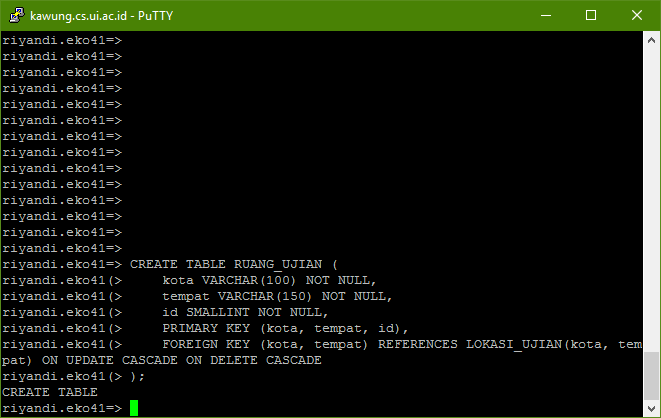 kawung.cs.ui.ac.id - PuTTY
riyandi.eko41=>
riyandi.eko41=>
riyandi.eko41=>
riyandi.eko41=>
riyandi.eko41=>
riyandi.eko41=>
riyandi.eko41=>
riyandi.eko41=>
riyandi.eko41=>
riyandi.eko41=>
riyandi.eko41=>
riyandi.eko41=>
riyandi.eko41=>
riyandi.eko41=>
riyandi.eko41=> CREATE TABLE RUANG_UJIAN (
riyandi.eko41(>     kota VARCHAR(100) NOT NULL,
riyandi.eko41(>     tempat VARCHAR(150) NOT NULL,
riyandi.eko41(>     id SMALLINT NOT NULL,
riyandi.eko41(>     PRIMARY KEY (kota, tempat, id),
riyandi.eko41(>     FOREIGN KEY (kota, tempat) REFERENCES LOKASI_UJIAN(kota, tem
pat) ON UPDATE CASCADE ON DELETE CASCADE
riyandi.eko41(> );
CREATE TABLE
riyandi.eko41=>